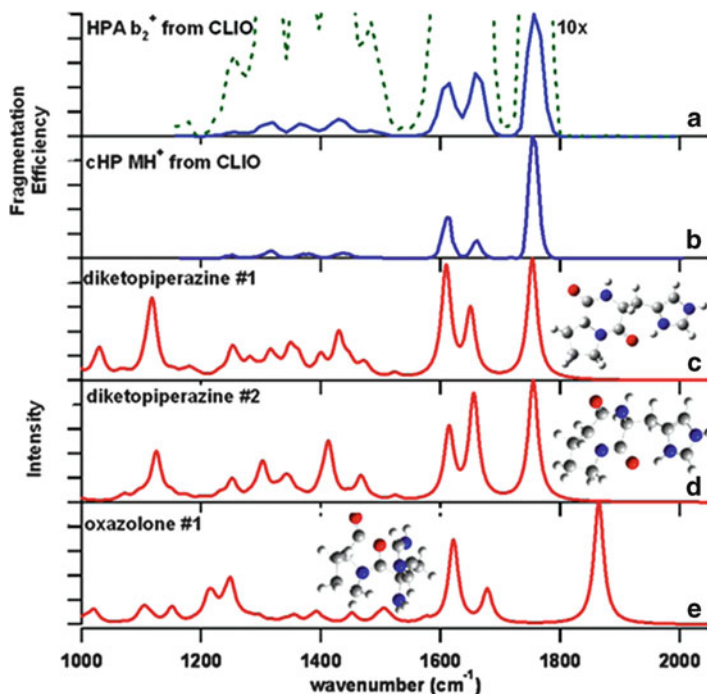 HPA b₂⁺ from CLIO
10x
a
cHP MH⁺ from CLIO
b
Fragmentation
Efficiency
diketopiperazine #1
c
diketopiperazine #2
d
oxazolone #1
e
Intensity
1000 1200 1400 1600 1800 2000
wavenumber (cm⁻¹)